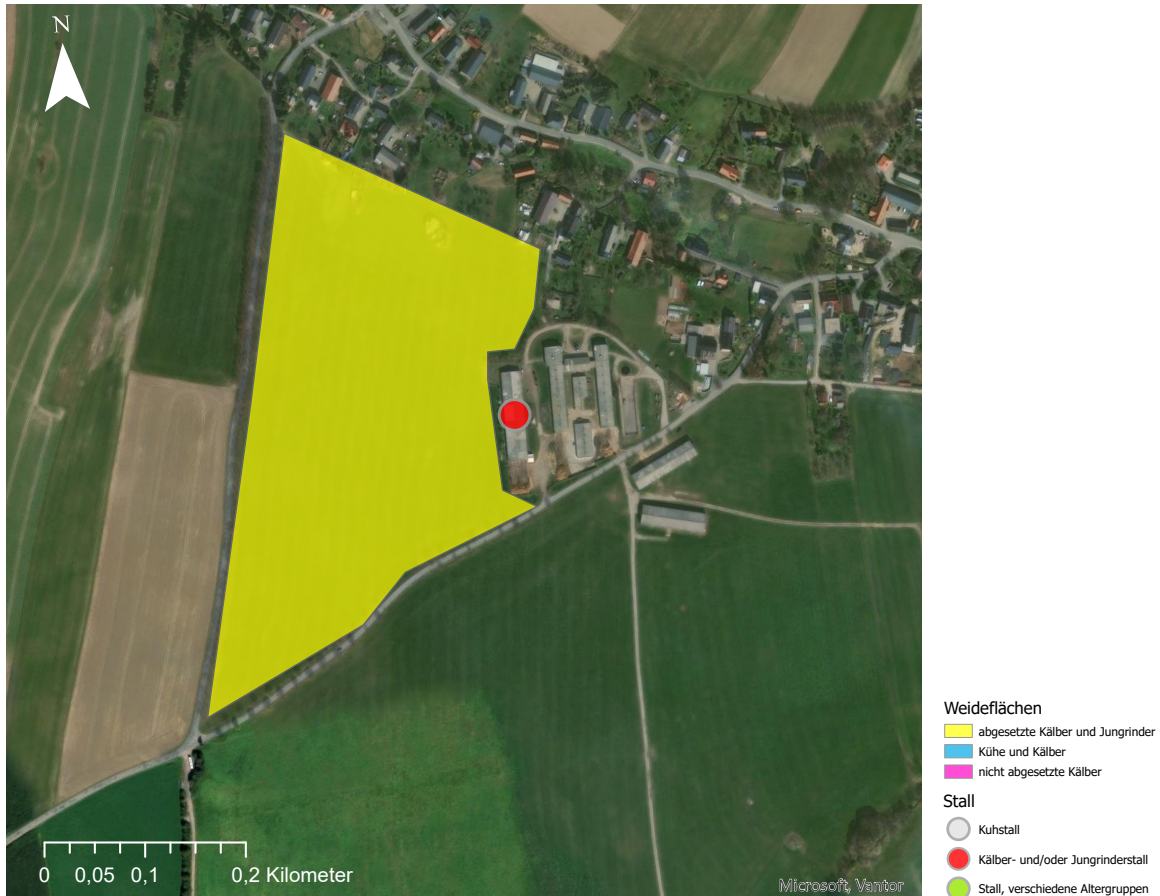 N
0 0,05 0,1 0,2 Kilometer
Microsoft, Vantor
Weideflächen
abgesetzte Kälber und Jungrinder
Kühe und Kälber
nicht abgesetzte Kälber
Stall
Kuhstall
Kälber- und/oder Jungrinderstall
Stall, verschiedene Altergruppen